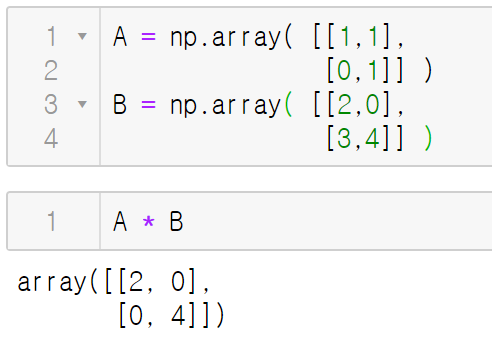 1 A = np.array( [[1,1],
2 [0,1]] )
3 B = np.array( [[2,0],
4 [3,4]] )
1 A * B
array([[2, 0],
[0, 4]])